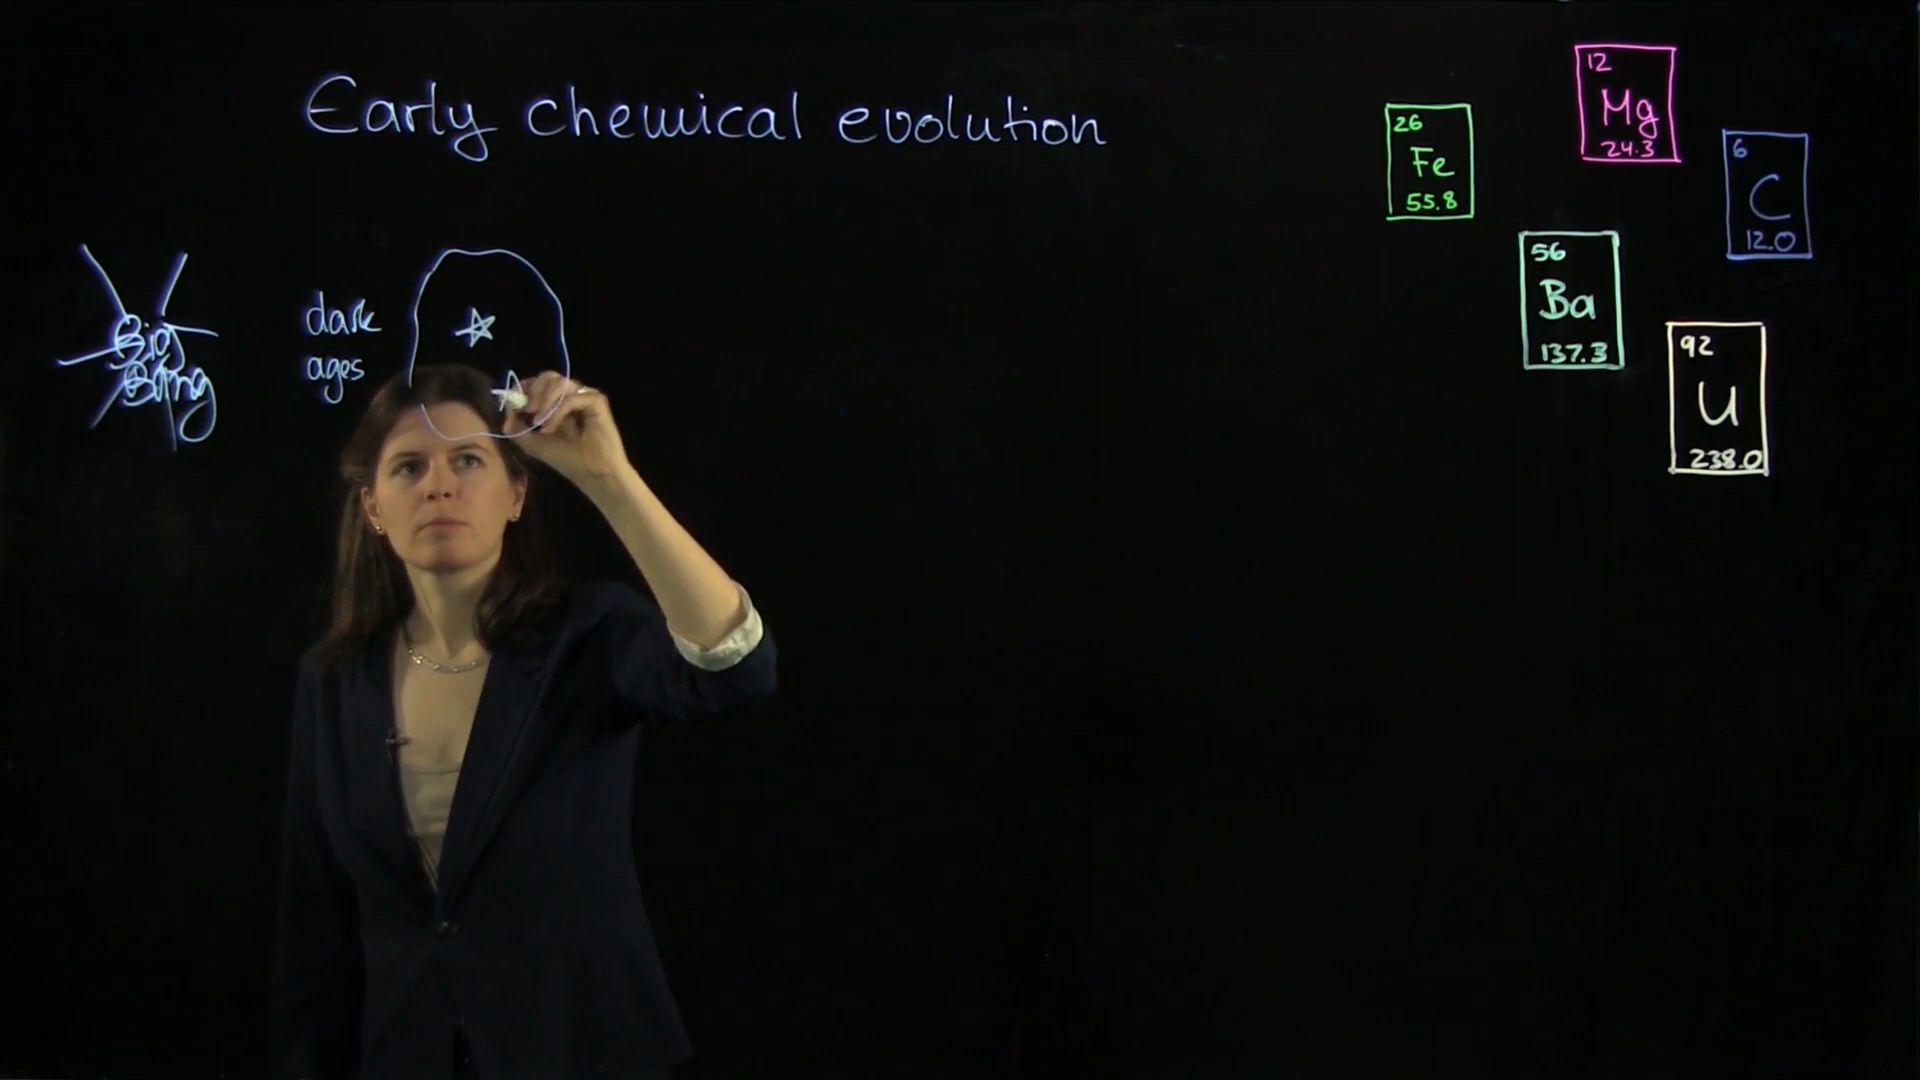 Early chemical evolution
Big
Bang
dark
ages
26
Fe
55.8
12
Mg
24.3
6
C
12.0
56
Ba
137.3
92
U
238.0